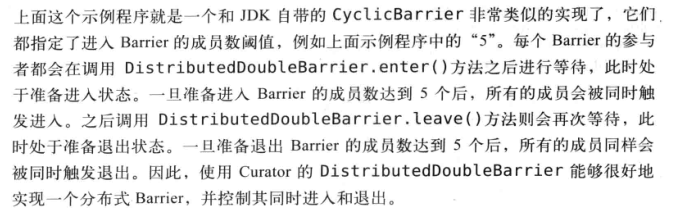 上面这个示例程序就是一个和 JDK 自带的 CyclicBarrier 非常类似的实现了，它们
都指定了进入 Barrier 的成员数阈值，例如上面示例程序中的“5”。每个 Barrier 的参与
者都会在调用 DistributedDoubleBarrier.enter()方法之后进行等待，此时处
于准备进入状态。一旦准备进入 Barrier 的成员数达到 5 个后，所有的成员会被同时触
发进入。之后调用 DistributedDoubleBarrier.leave()方法则会再次等待，此
时处于准备退出状态。一旦准备退出 Barrier 的成员数达到 5 个后，所有的成员同样会
被同时触发退出。因此，使用 Curator 的 DistributedDoubleBarrier 能够很好地
实现一个分布式 Barrier，并控制其同时进入和退出。